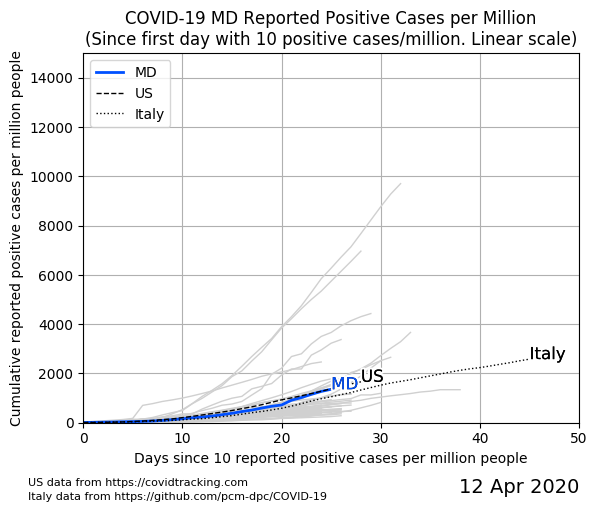 COVID-19 MD Reported Positive Cases per Million
(Since first day with 10 positive cases/million. Linear scale)
Cumulative reported positive cases per million people
14000
12000
10000
8000
6000
4000
2000
0
MD
US
Italy
Italy
US
MD
0 10 20 30 40 50
Days since 10 reported positive cases per million people
US data from https://covidtracking.com
Italy data from https://github.com/pcm-dpc/COVID-19
12 Apr 2020